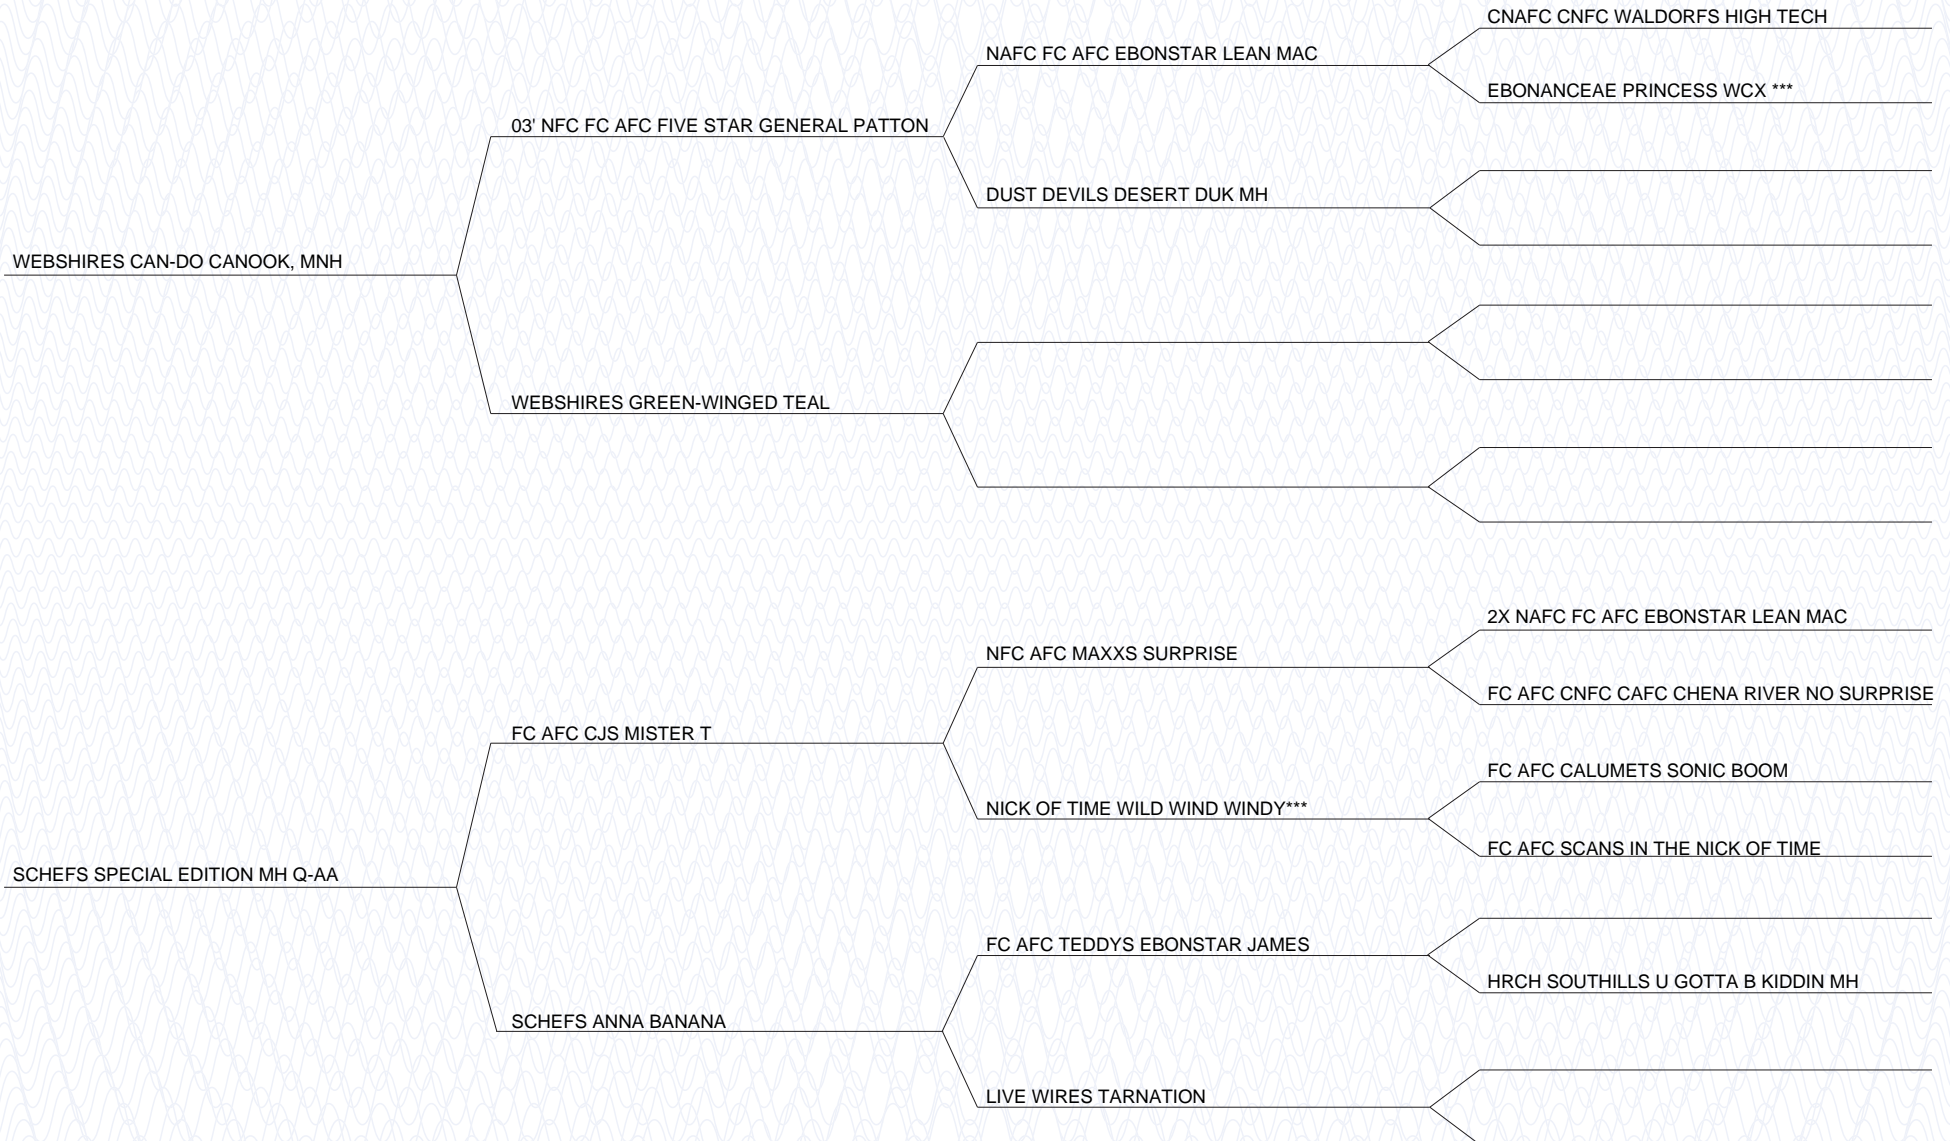 CNAFC CNFC WALDORFS HIGH TECH
NAFC FC AFC EBONSTAR LEAN MAC
EBONANCEAE PRINCESS WCX ***
03' NFC FC AFC FIVE STAR GENERAL PATTON
DUST DEVILS DESERT DUK MH
WEBSHIRES CAN-DO CANOOK, MNH
WEBSHIRES GREEN-WINGED TEAL
2X NAFC FC AFC EBONSTAR LEAN MAC
NFC AFC MAXXS SURPRISE
FC AFC CNFC CAFC CHENA RIVER NO SURPRISE
FC AFC CJS MISTER T
FC AFC CALUMETS SONIC BOOM
NICK OF TIME WILD WIND WINDY***
FC AFC SCANS IN THE NICK OF TIME
SCHEFS SPECIAL EDITION MH Q-AA
FC AFC TEDDYS EBONSTAR JAMES
HRCH SOUTHILLS U GOTTA B KIDDIN MH
SCHEFS ANNA BANANA
LIVE WIRES TARNATION